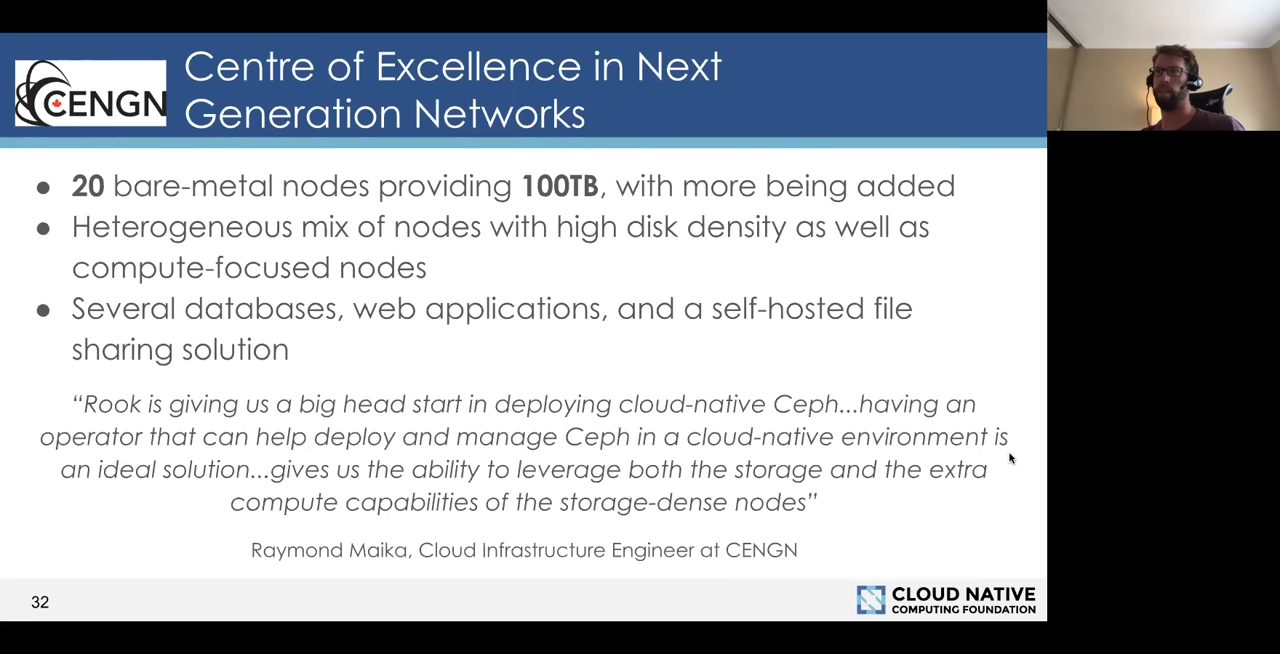 CENGN
Centre of Excellence in Next
Generation Networks
● 20 bare-metal nodes providing 100TB, with more being added
● Heterogeneous mix of nodes with high disk density as well as
compute-focused nodes
● Several databases, web applications, and a self-hosted file
sharing solution
“Rook is giving us a big head start in deploying cloud-native Ceph...having an
operator that can help deploy and manage Ceph in a cloud-native environment is
an ideal solution...gives us the ability to leverage both the storage and the extra
compute capabilities of the storage-dense nodes”
Raymond Maika, Cloud Infrastructure Engineer at CENGN
32
CLOUD NATIVE
COMPUTING FOUNDATION